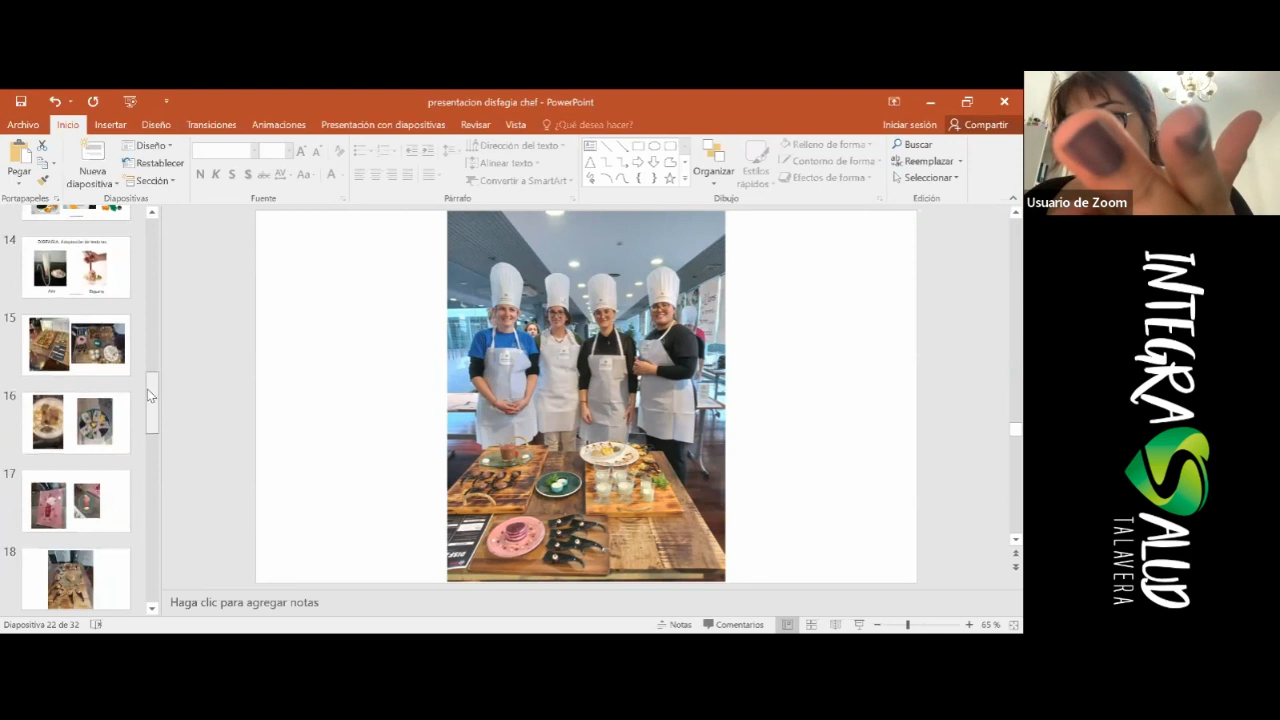 presentacion disfagia chef - PowerPoint
Archivo Inicio Insertar Diseño Transiciones Animaciones Presentación con diapositivas Revisar Vista ¿Qué desea hacer? Iniciar sesión Compartir
Pegar
Nueva diapositiva
Diseño
Restablecer
Sección
N K S S abc AV Aa A
Dirección del texto
Alinear texto
Convertir a SmartArt
Organizar
Estilos rápidos
Relleno de forma
Contorno de forma
Efectos de forma
Buscar
Reemplazar
Seleccionar
Portapapeles Diapositivas Fuente Párrafo Dibujo Edición
Usuario de Zoom
14
15
16
17
18
Haga clic para agregar notas
Diapositiva 22 de 32 Notas Comentarios 65 %
INTEGRA
SALUD
TALAVERA